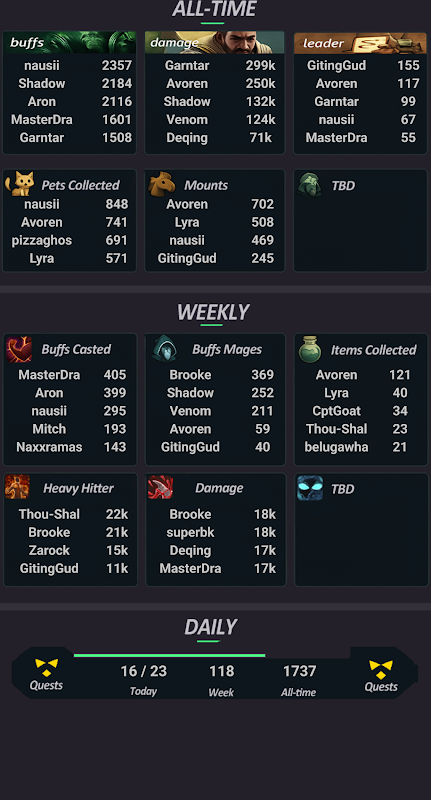 ALL-TIME
buffs
nausii 2357
Shadow 2184
Aron 2116
MasterDra 1601
Garntar 1508
damage
Garntar 299k
Avoren 250k
Shadow 132k
Venom 124k
Deqing 71k
leader
GitingGud 155
Avoren 117
Garntar 99
nausii 67
MasterDra 55
Pets Collected
nausii 848
Avoren 741
pizzaghos 691
Lyra 571
Mounts
Avoren 702
Lyra 508
nausii 469
GitingGud 245
TBD
WEEKLY
Buffs Casted
MasterDra 405
Aron 399
nausii 295
Mitch 193
Naxxramas 143
Buffs Mages
Brooke 369
Shadow 252
Venom 211
Avoren 59
GitingGud 40
Items Collected
Avoren 121
Lyra 40
CptGoat 34
Thou-Shal 23
belugawha 21
Heavy Hitter
Thou-Shal 22k
Brooke 21k
Zarock 15k
GitingGud 11k
Damage
Brooke 18k
superbk 18k
Deqing 17k
MasterDra 17k
TBD
DAILY
Quests
16 / 23
Today
118
Week
1737
All-time
Quests